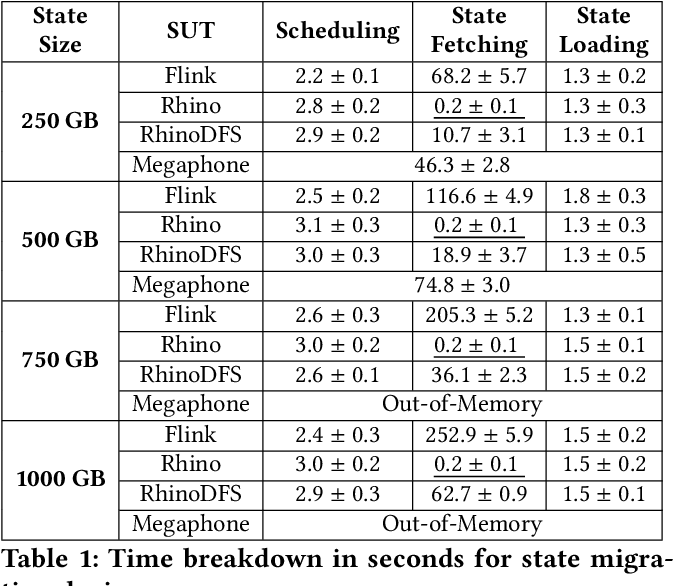 State Size SUT Scheduling State Fetching State Loading
250 GB Flink 2.2 ± 0.1 68.2 ± 5.7 1.3 ± 0.2
Rhino 2.8 ± 0.2 0.2 ± 0.1 1.3 ± 0.3
RhinoDFS 2.9 ± 0.2 10.7 ± 3.1 1.3 ± 0.1
Megaphone 46.3 ± 2.8
500 GB Flink 2.5 ± 0.2 116.6 ± 4.9 1.8 ± 0.3
Rhino 3.1 ± 0.3 0.2 ± 0.1 1.3 ± 0.3
RhinoDFS 3.0 ± 0.3 18.9 ± 3.7 1.3 ± 0.5
Megaphone 74.8 ± 3.0
750 GB Flink 2.6 ± 0.3 205.3 ± 5.2 1.3 ± 0.1
Rhino 3.0 ± 0.2 0.2 ± 0.1 1.5 ± 0.1
RhinoDFS 2.6 ± 0.1 36.1 ± 2.3 1.5 ± 0.2
Megaphone Out-of-Memory
1000 GB Flink 2.4 ± 0.3 252.9 ± 5.9 1.5 ± 0.2
Rhino 3.0 ± 0.2 0.2 ± 0.1 1.5 ± 0.2
RhinoDFS 2.9 ± 0.3 62.7 ± 0.9 1.5 ± 0.1
Megaphone Out-of-Memory
Table 1: Time breakdown in seconds for state migra-